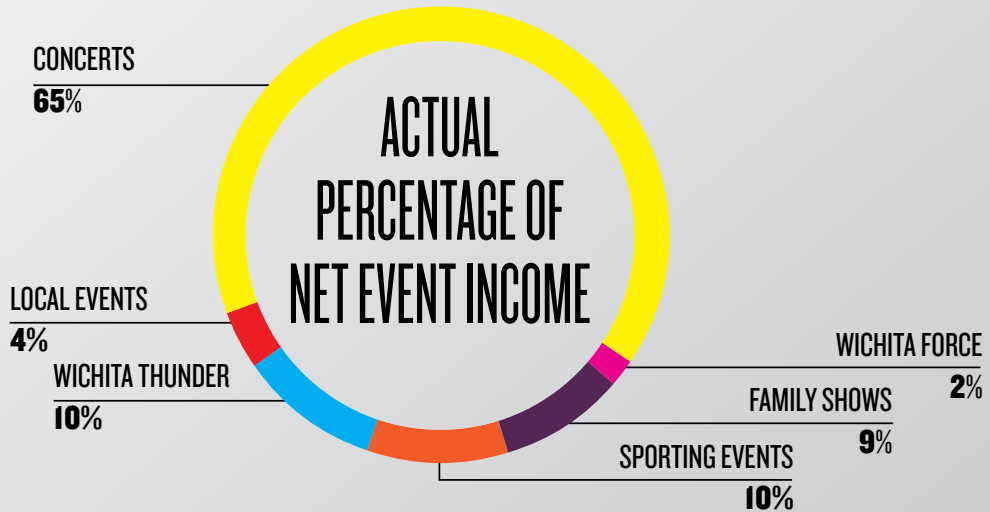 CONCERTS
65%
ACTUAL
PERCENTAGE OF
NET EVENT INCOME
LOCAL EVENTS
4%
WICHITA THUNDER
10%
WICHITA FORCE
2%
FAMILY SHOWS
9%
SPORTING EVENTS
10%